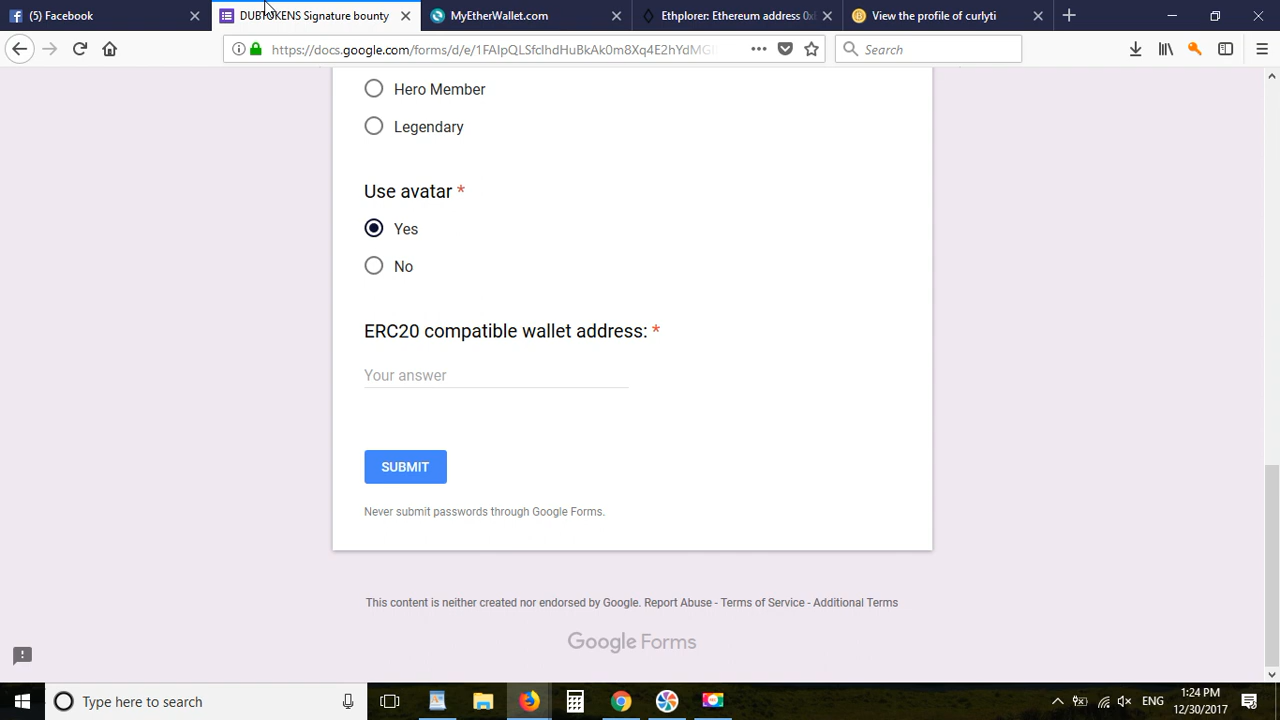 (5) Facebook
DUBTOKENS Signature bounty
MyEtherWallet.com
Ethplorer: Ethereum address 0x
View the profile of curlyti
https://docs.google.com/forms/d/e/1FAIpQLSfcIhdHuBkAk0m8Xq4E2hYdMG
Search
Hero Member
Legendary
Use avatar *
Yes
No
ERC20 compatible wallet address: *
Your answer
SUBMIT
Never submit passwords through Google Forms.
This content is neither created nor endorsed by Google. Report Abuse - Terms of Service - Additional Terms
Google Forms
Type here to search
ENG
1:24 PM
12/30/2017